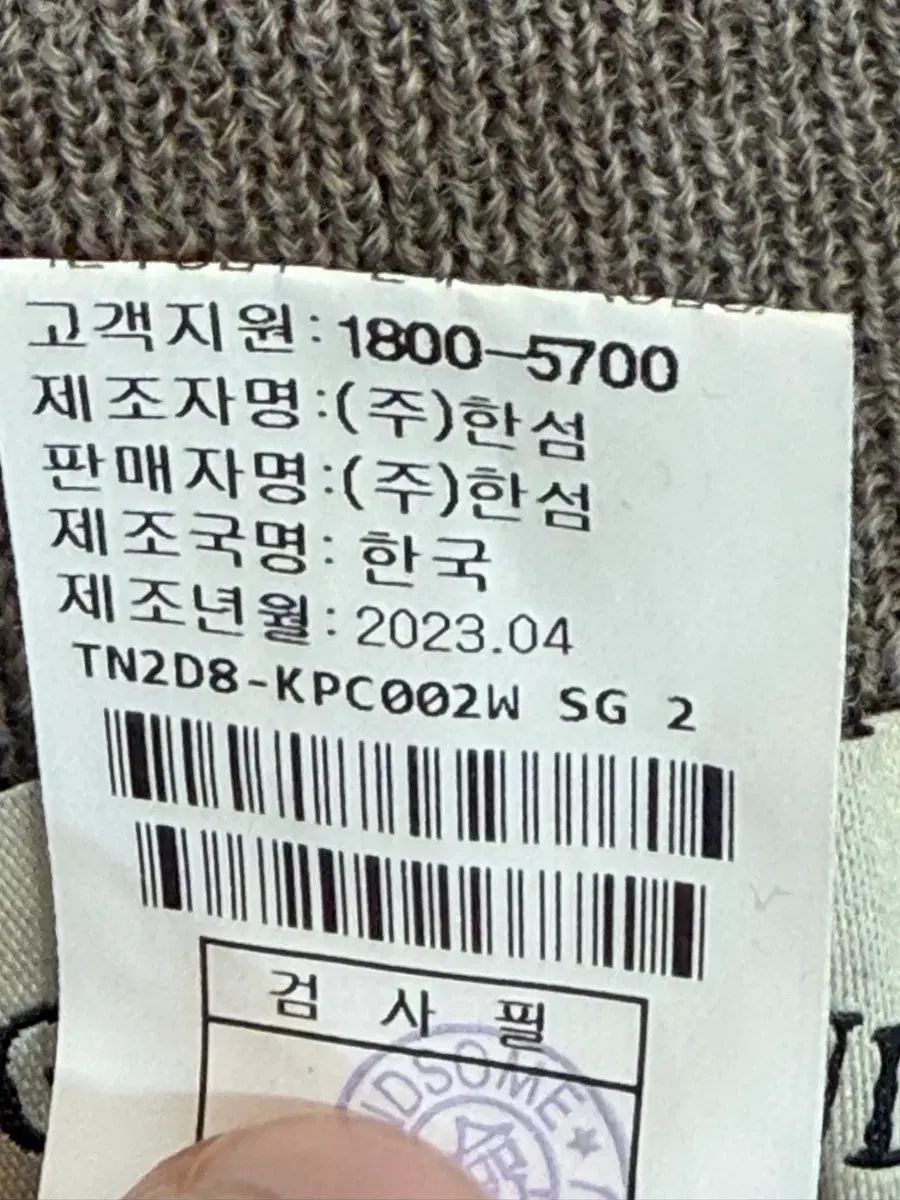 고객지원:1800-5700
제조자명:(주)한섬
판매자명:(주)한섬
제조국명: 한국
제조년월: 2023.04
TN2D8-KPC002W SG 2
검 사 필